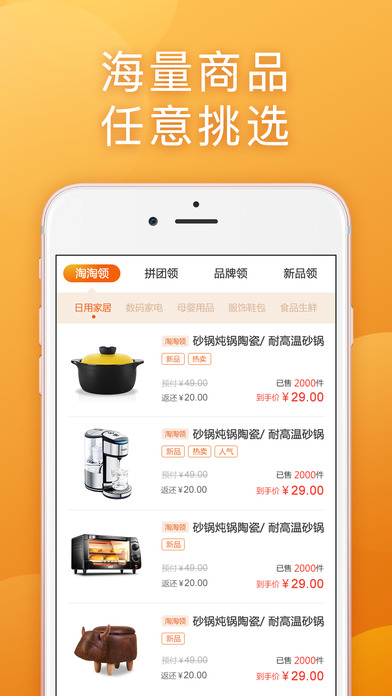 海量商品
任意挑选
淘淘领 拼团领 品牌领 新品领
日用家居 数码家电 母婴用品 服饰鞋包 食品生鲜
淘淘领 砂锅炖锅陶瓷/ 耐高温砂锅
新品 热卖
预付¥49.00 已售 2000件
返还¥20.00 到手价¥29.00
淘淘领 砂锅炖锅陶瓷/ 耐高温砂锅
新品 热卖 人气
预付¥49.00 已售 2000件
返还¥20.00 到手价¥29.00
淘淘领 砂锅炖锅陶瓷/ 耐高温砂锅
新品
预付¥49.00 已售 2000件
返还¥20.00 到手价¥29.00
淘淘领 砂锅炖锅陶瓷/ 耐高温砂锅
新品
预付¥49.00 已售 2000件
返还¥20.00 到手价¥29.00